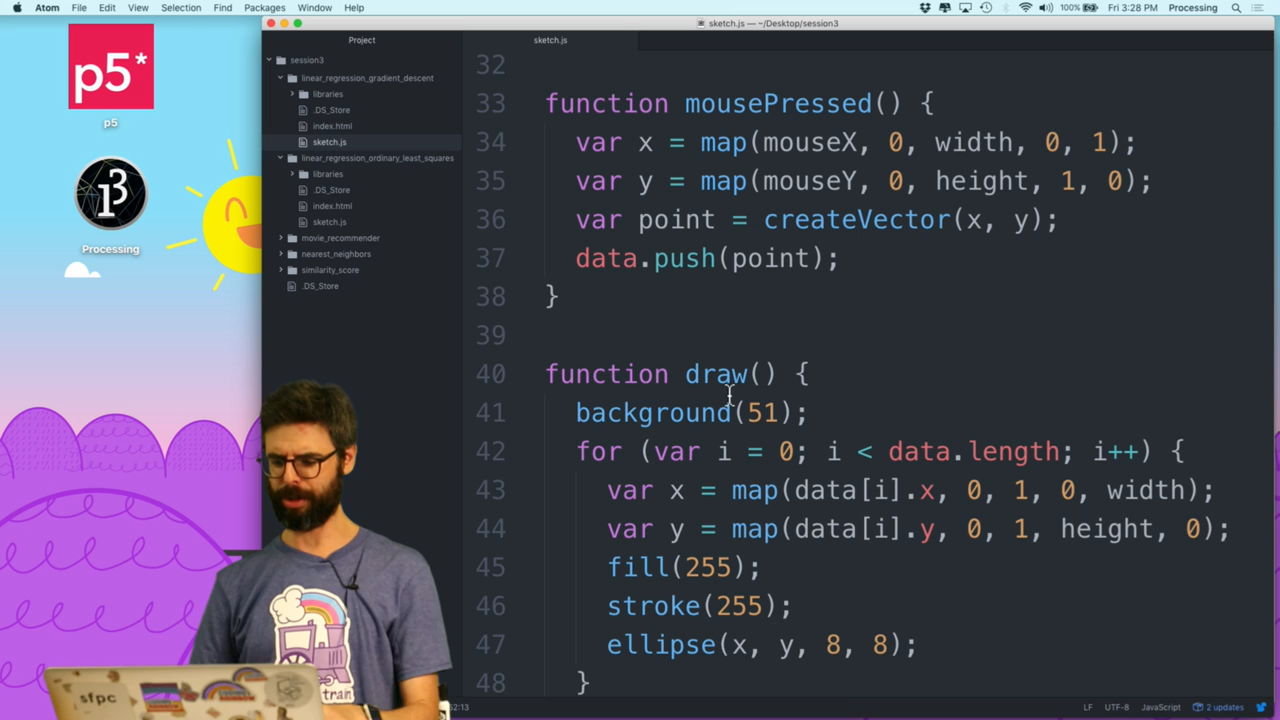 Atom File Edit View Selection Find Packages Window Help 100% Fri 3:28 PM Processing
sketch.js — ~/Desktop/session3
Project
sketch.js
session3
linear_regression_gradient_descent
libraries
.DS_Store
index.html
sketch.js
linear_regression_ordinary_least_squares
libraries
.DS_Store
index.html
sketch.js
movie_recommender
nearest_neighbors
similarity_score
.DS_Store
p5*
p5
Processing
32
33 function mousePressed() {
34 var x = map(mouseX, 0, width, 0, 1);
35 var y = map(mouseY, 0, height, 1, 0);
36 var point = createVector(x, y);
37 data.push(point);
38 }
39
40 function draw() {
41 background(51);
42 for (var i = 0; i < data.length; i++) {
43 var x = map(data[i].x, 0, 1, 0, width);
44 var y = map(data[i].y, 0, 1, height, 0);
45 fill(255);
46 stroke(255);
47 ellipse(x, y, 8, 8);
48 }
52:13
LF UTF-8 JavaScript 2 updates
train
sfpc